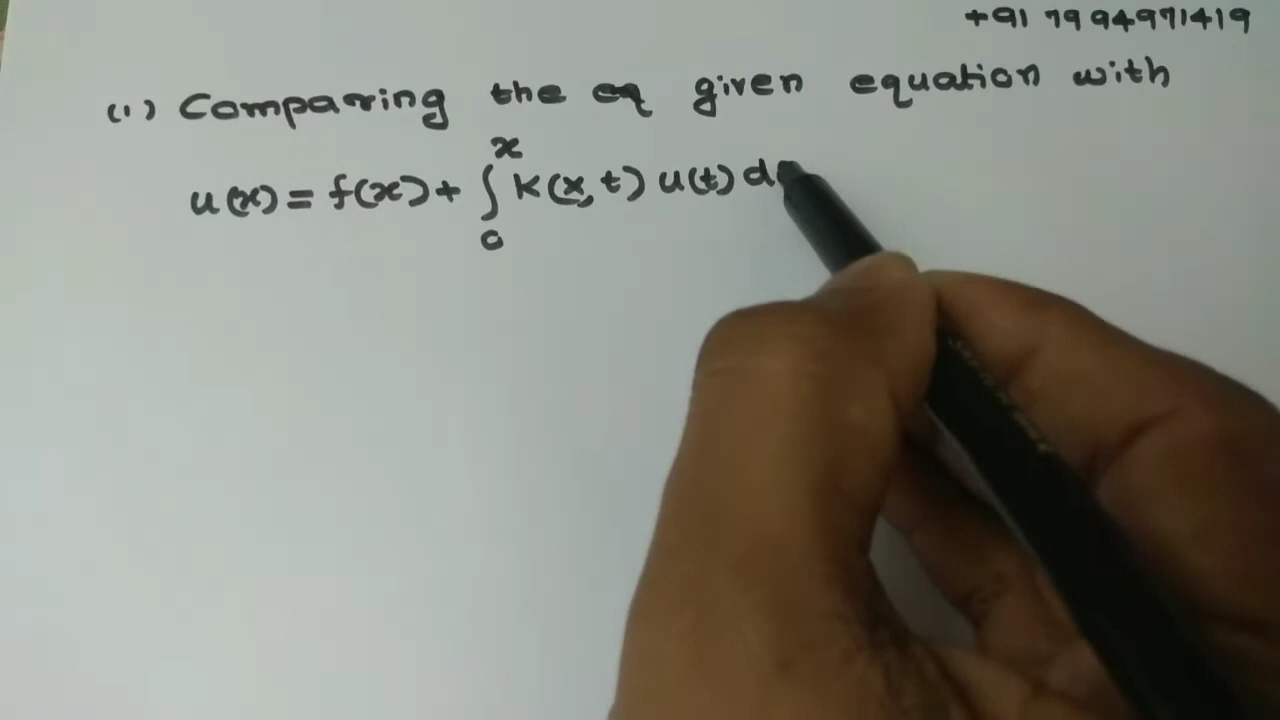 +91 7994971419
(1) Comparing the eq given equation with
u(x) = f(x) + ∫₀ˣ K(x, t) u(t) d